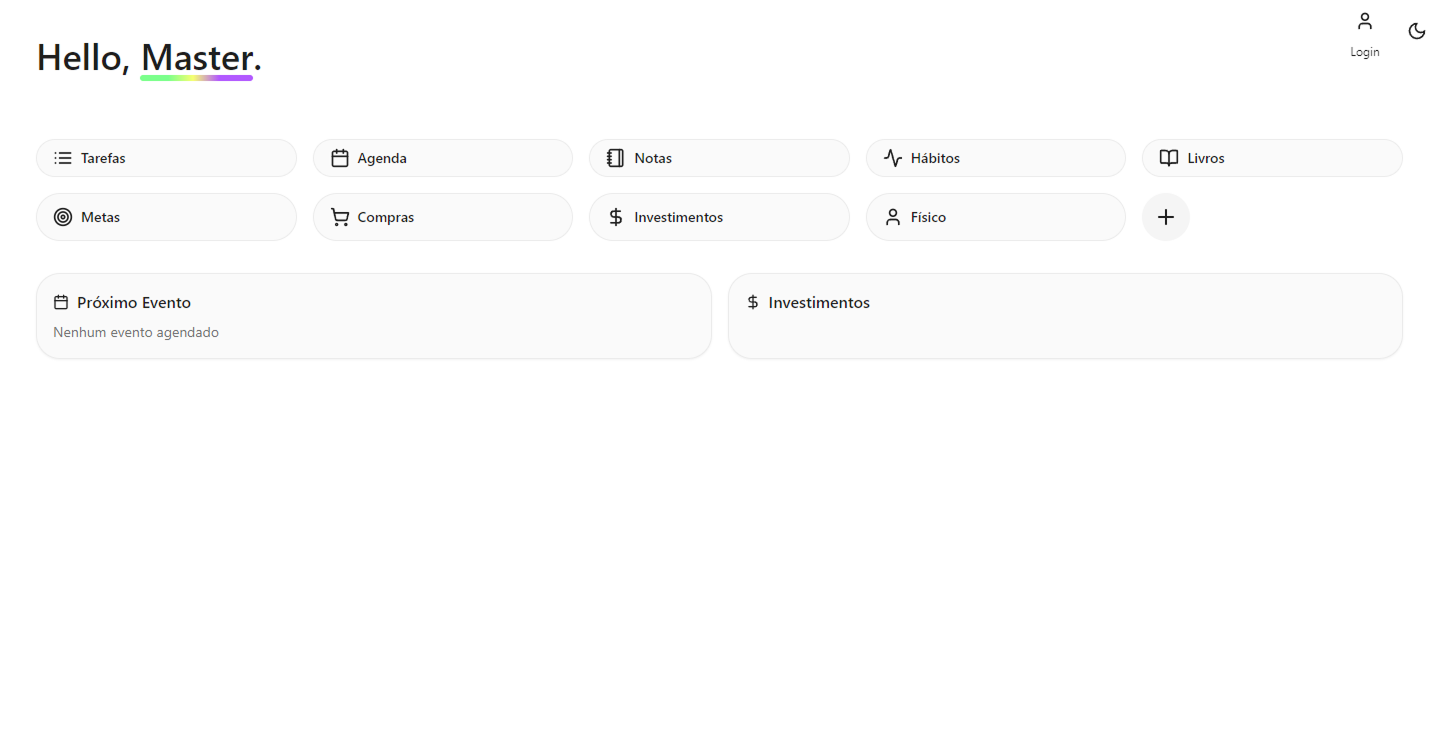 Hello, Master.
Login
Tarefas
Agenda
Notas
Hábitos
Livros
Metas
Compras
Investimentos
Físico
Próximo Evento
Nenhum evento agendado
Investimentos